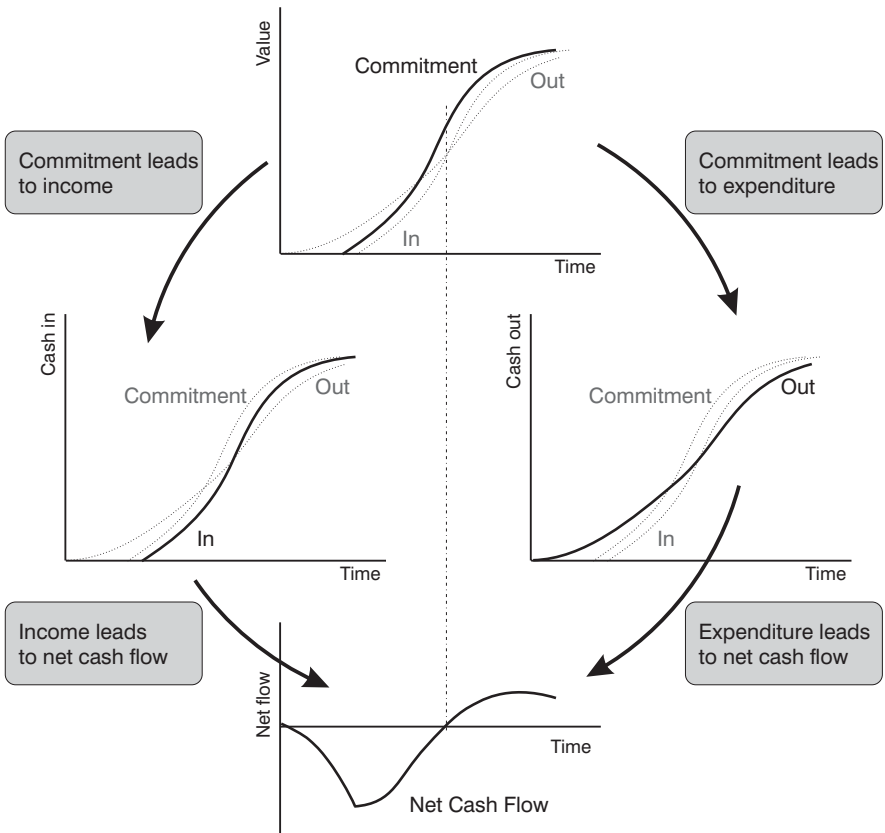 Value
Commitment
Out
In
Time
Commitment leads
to income
Commitment leads
to expenditure
Cash in
Commitment
Out
In
Time
Cash out
Commitment
Out
In
Time
Income leads
to net cash flow
Expenditure leads
to net cash flow
Net flow
Time
Net Cash Flow